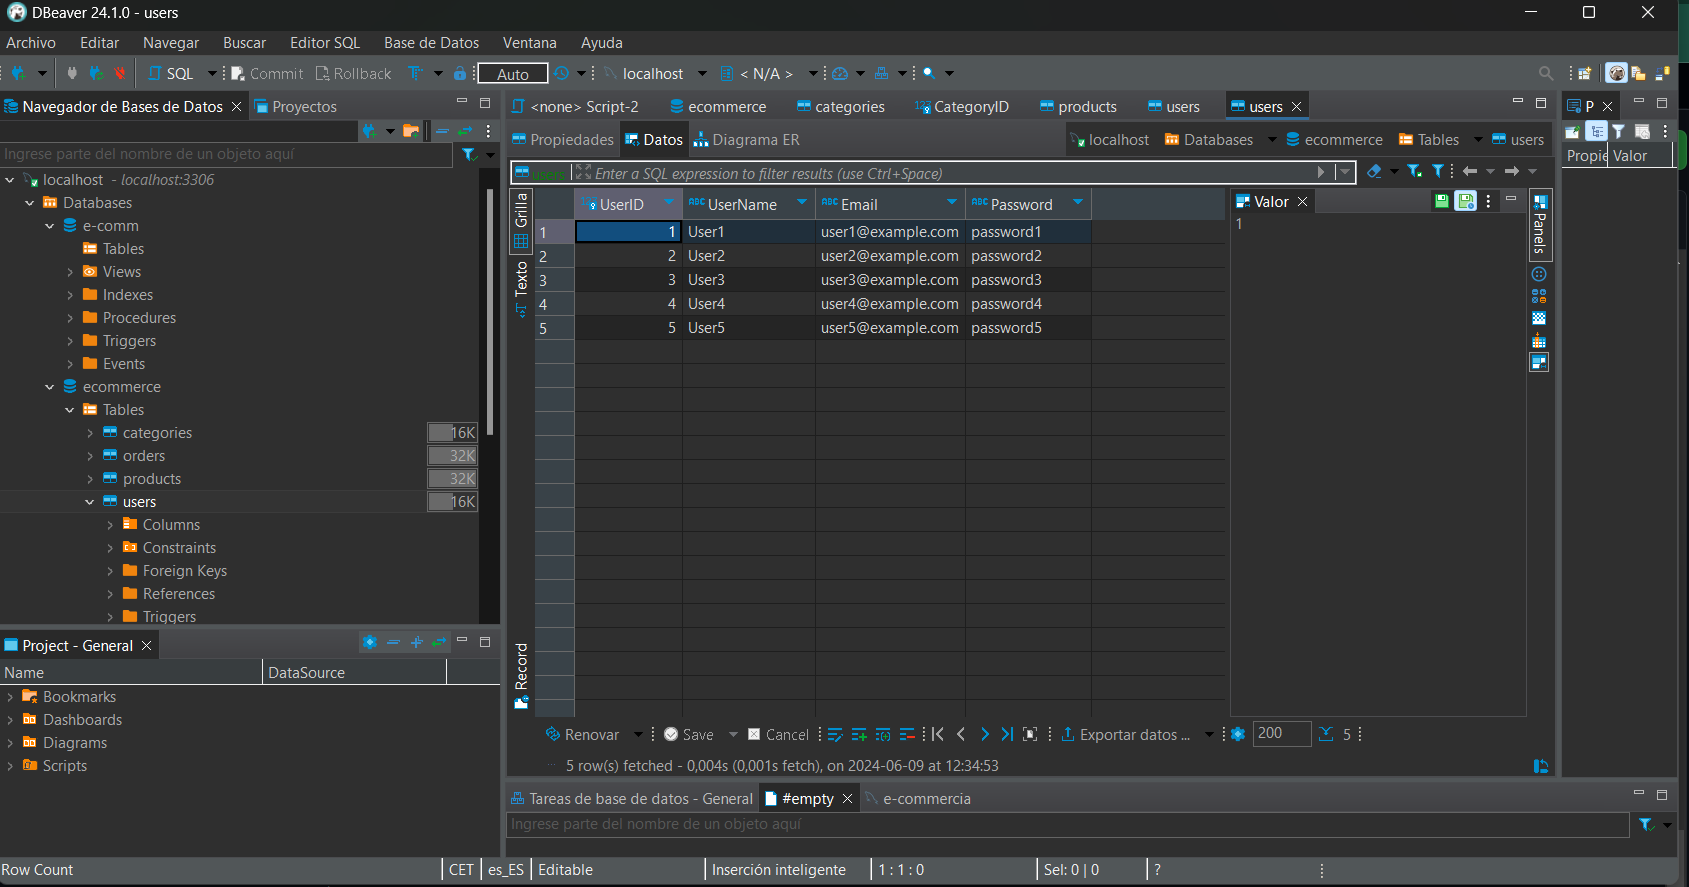 DBeaver 24.1.0 - users
Archivo Editar Navegar Buscar Editor SQL Base de Datos Ventana Ayuda
SQL Commit Rollback Auto localhost < N/A >
Navegador de Bases de Datos Proyectos
Ingrese parte del nombre de un objeto aquí
localhost - localhost:3306
Databases
e-comm
Tables
Views
Indexes
Procedures
Triggers
Events
ecommerce
Tables
categories 16K
orders 32K
products 32K
users 16K
Columns
Constraints
Foreign Keys
References
Triggers
Project - General
Name DataSource
Bookmarks
Dashboards
Diagrams
Scripts
<none> Script-2 ecommerce categories 123 CategoryID products users users
Propiedades Datos Diagrama ER localhost Databases ecommerce Tables users
users Enter a SQL expression to filter results (use Ctrl+Space)
Grilla
Texto
Record
123 UserID ABC UserName ABC Email ABC Password
1 1 User1 user1@example.com password1
2 2 User2 user2@example.com password2
3 3 User3 user3@example.com password3
4 4 User4 user4@example.com password4
5 5 User5 user5@example.com password5
Valor
1
Panels
P
Propie Valor
Renovar Save Cancel Exportar datos ... 200 5
5 row(s) fetched - 0,004s (0,001s fetch), on 2024-06-09 at 12:34:53
Tareas de base de datos - General #empty e-commercia
Ingrese parte del nombre de un objeto aquí
Row Count CET es_ES Editable Inserción inteligente 1 : 1 : 0 Sel: 0 | 0 ?